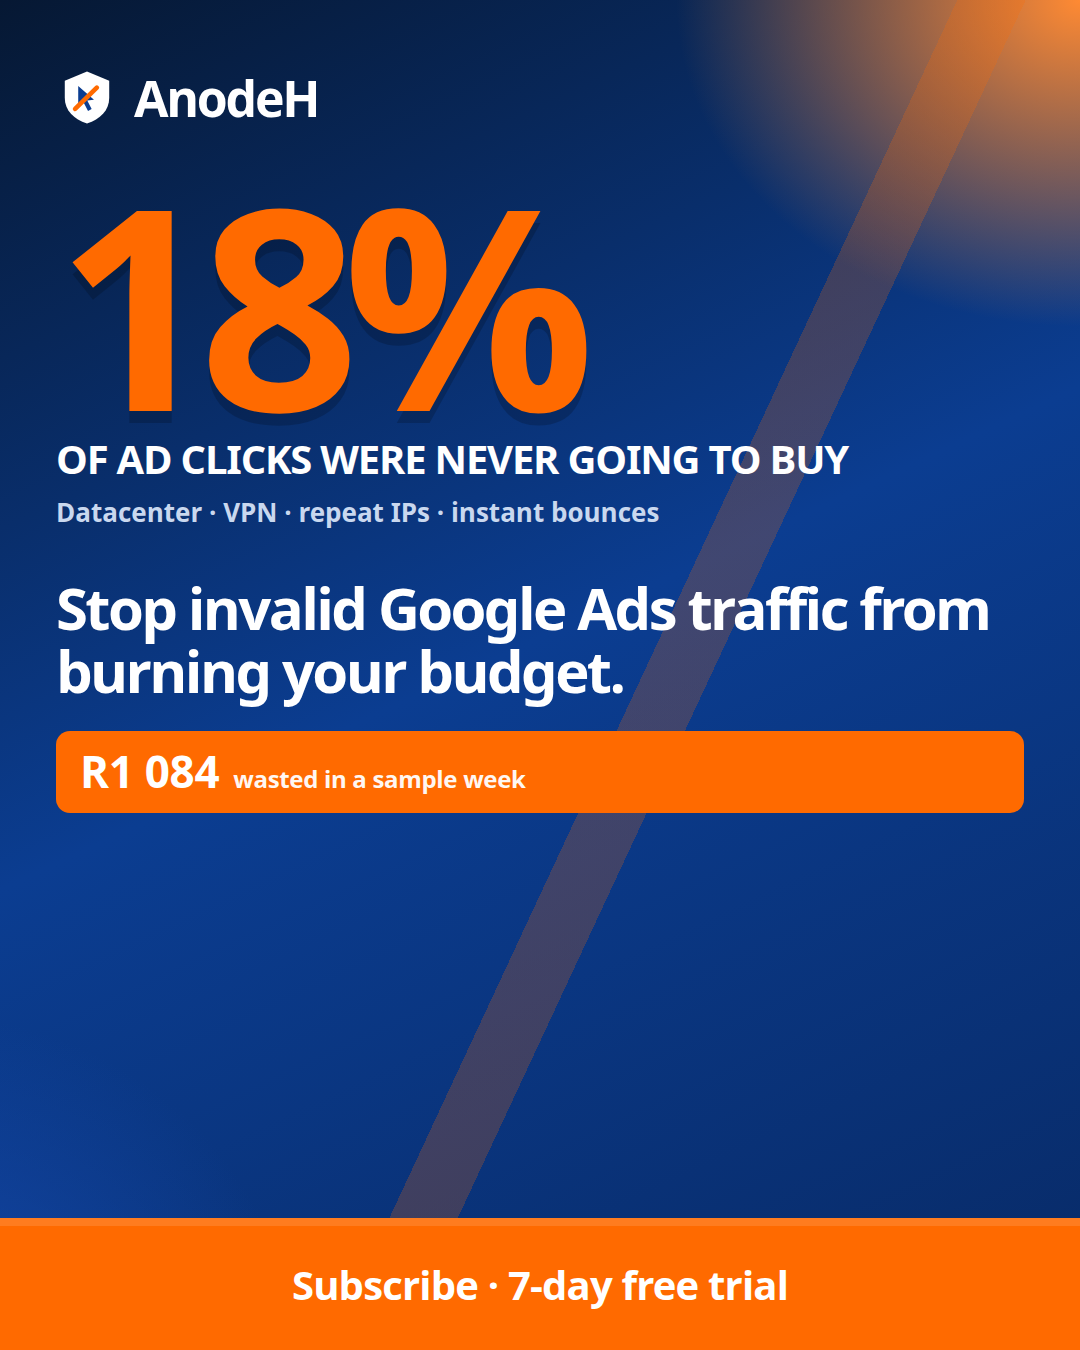 AnodeH
18%
OF AD CLICKS WERE NEVER GOING TO BUY
Datacenter · VPN · repeat IPs · instant bounces
Stop invalid Google Ads traffic from
burning your budget.
R1 084 wasted in a sample week
Subscribe · 7-day free trial